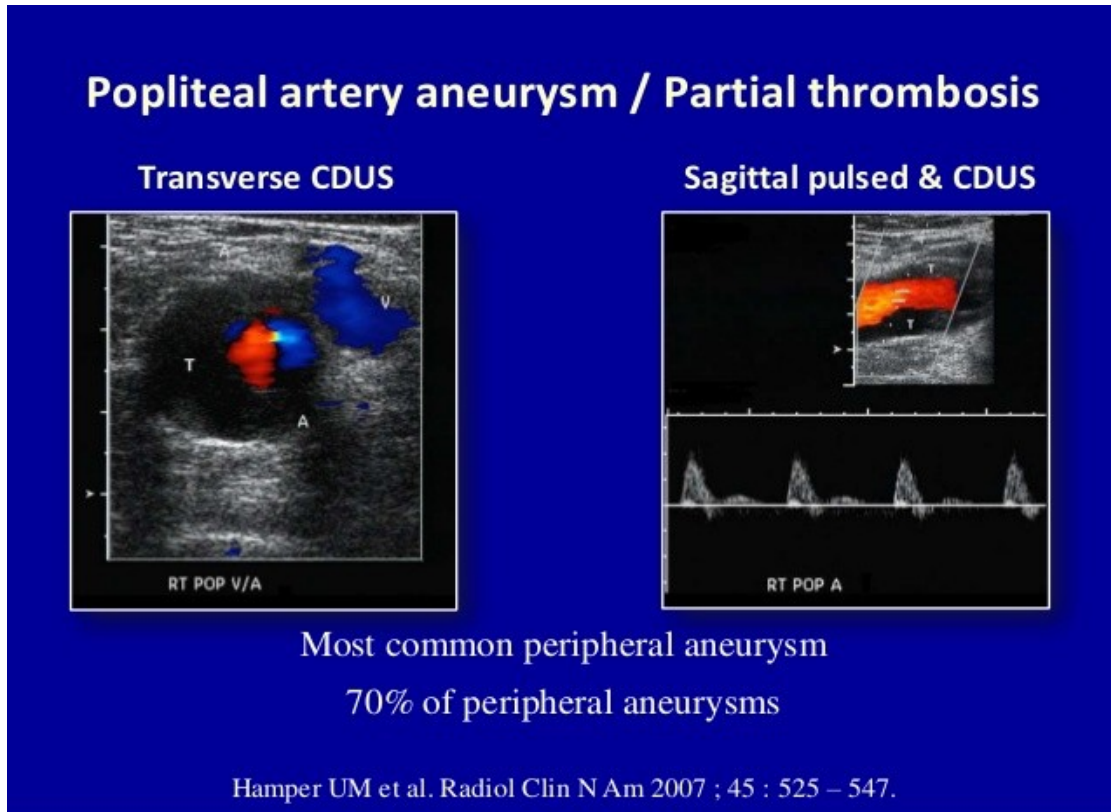 Popliteal artery aneurysm / Partial thrombosis
Transverse CDUS
Sagittal pulsed & CDUS
A
V
T
A
RT POP V/A
T
T
RT POP A
Most common peripheral aneurysm
70% of peripheral aneurysms
Hamper UM et al. Radiol Clin N Am 2007 ; 45 : 525 – 547.